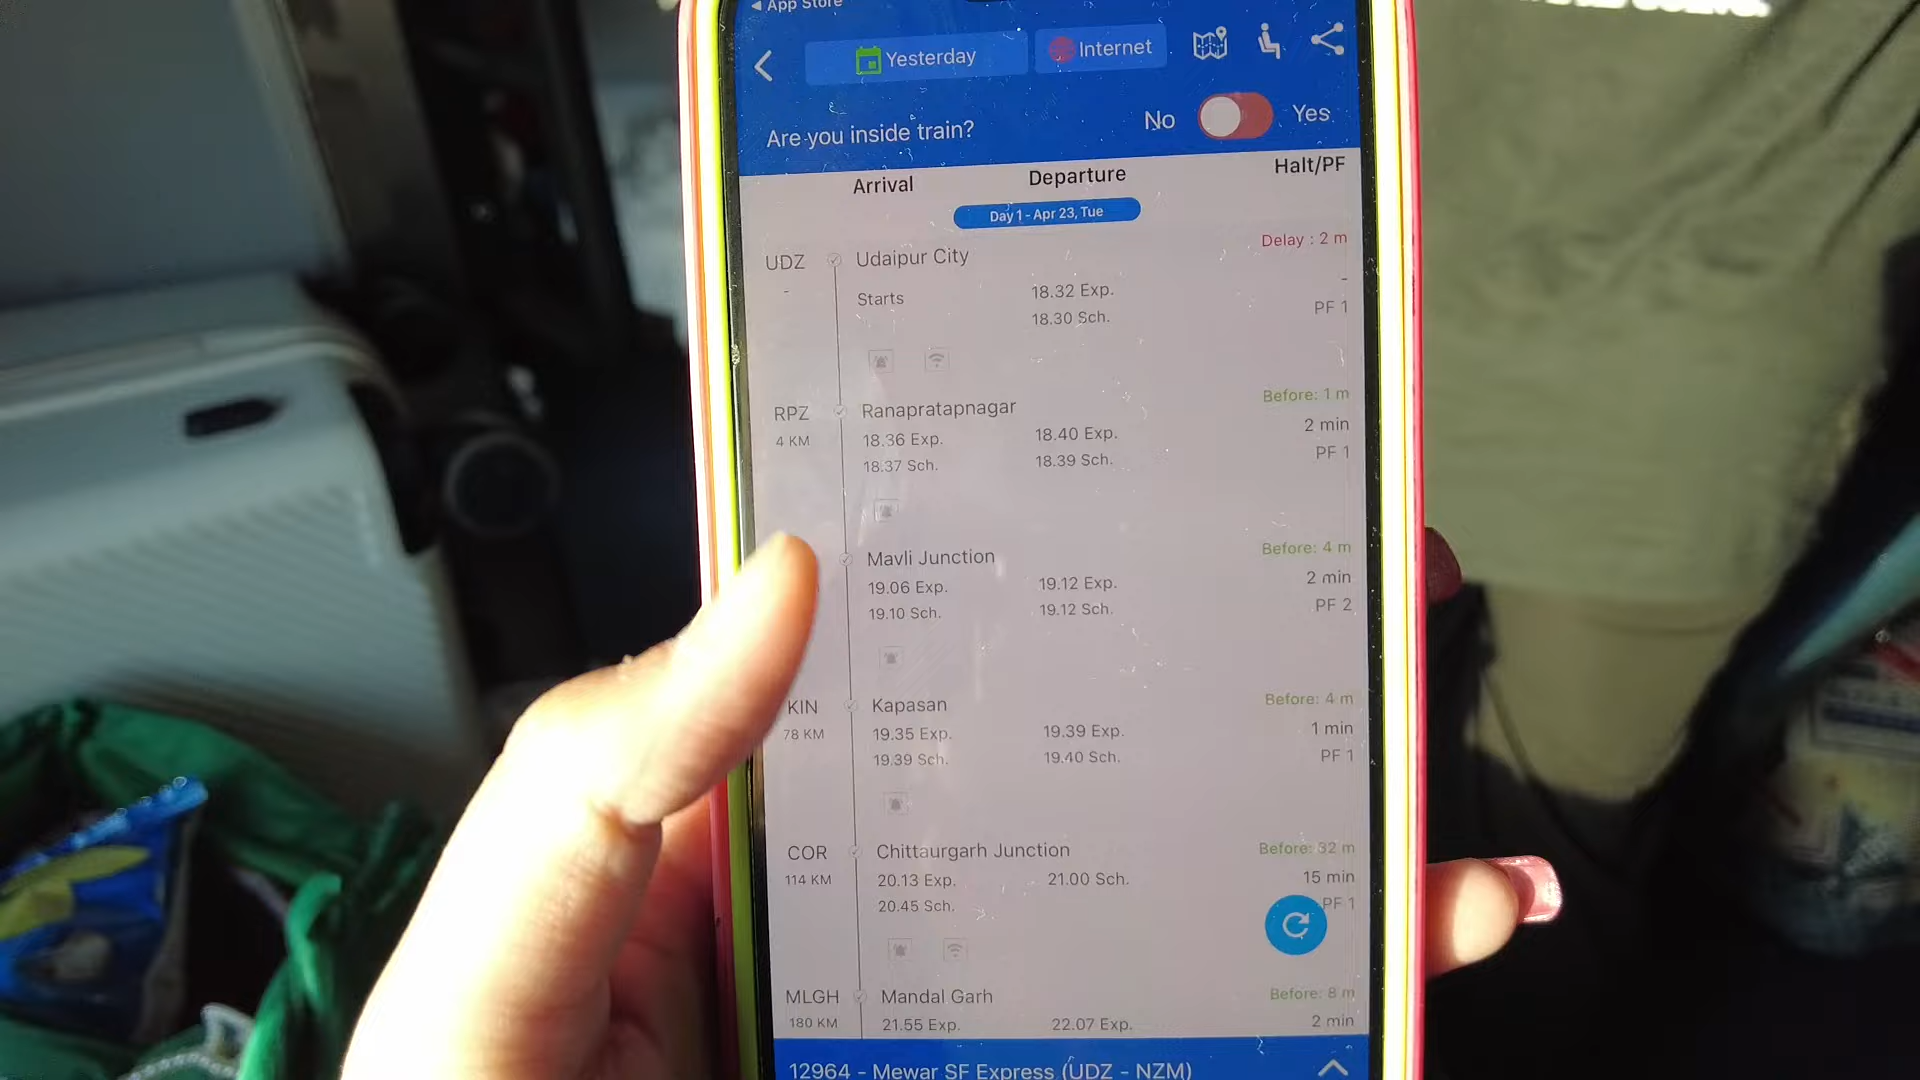 ◄ App Store
Yesterday
Internet
Are you inside train?
No
Yes
Arrival
Departure
Halt/PF
Day 1 - Apr 23, Tue
UDZ
Udaipur City
Delay : 2 m
-
Starts
18.32 Exp.
-
18.30 Sch.
PF 1
RPZ
Ranapratapnagar
Before: 1 m
4 KM
18.36 Exp.
18.40 Exp.
2 min
18.37 Sch.
18.39 Sch.
PF 1
Mavli Junction
Before: 4 m
19.06 Exp.
19.12 Exp.
2 min
19.10 Sch.
19.12 Sch.
PF 2
KIN
Kapasan
Before: 4 m
78 KM
19.35 Exp.
19.39 Exp.
1 min
19.39 Sch.
19.40 Sch.
PF 1
COR
Chittaurgarh Junction
Before: 32 m
114 KM
20.13 Exp.
21.00 Sch.
15 min
20.45 Sch.
PF 1
MLGH
Mandal Garh
Before: 8 m
180 KM
21.55 Exp.
22.07 Exp.
2 min
12964 - Mewar SF Express (UDZ - NZM)